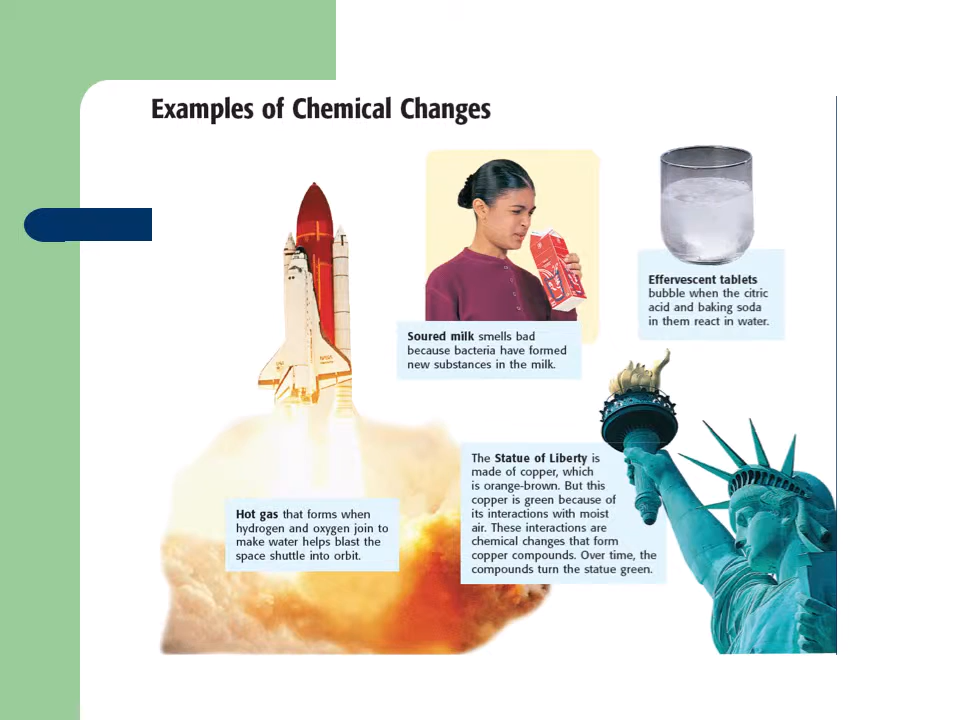 Examples of Chemical Changes
Soured milk smells bad
because bacteria have formed
new substances in the milk.
Effervescent tablets
bubble when the citric
acid and baking soda
in them react in water.
Hot gas that forms when
hydrogen and oxygen join to
make water helps blast the
space shuttle into orbit.
The Statue of Liberty is
made of copper, which
is orange-brown. But this
copper is green because of
its interactions with moist
air. These interactions are
chemical changes that form
copper compounds. Over time, the
compounds turn the statue green.